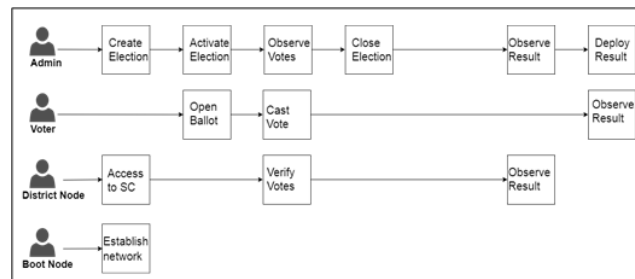 Create
Election
Activate
Election
Observe
Votes
Close
Election
Observe
Result
Deploy
Result
Admin
Open
Ballot
Cast
Vote
Observe
Result
Voter
Access
to SC
Verify
Votes
Observe
Result
District Node
Establish
network
Boot Node